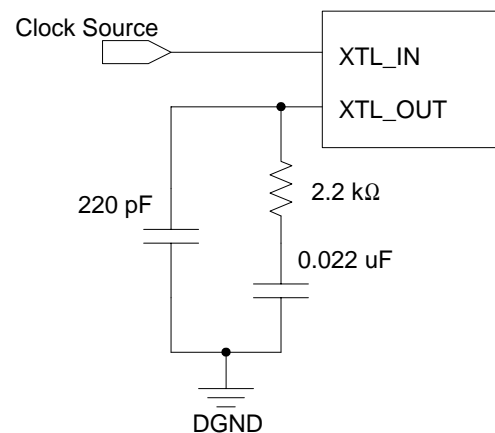 Clock Source
XTL_IN
XTL_OUT
2.2 kΩ
220 pF
0.022 uF
DGND